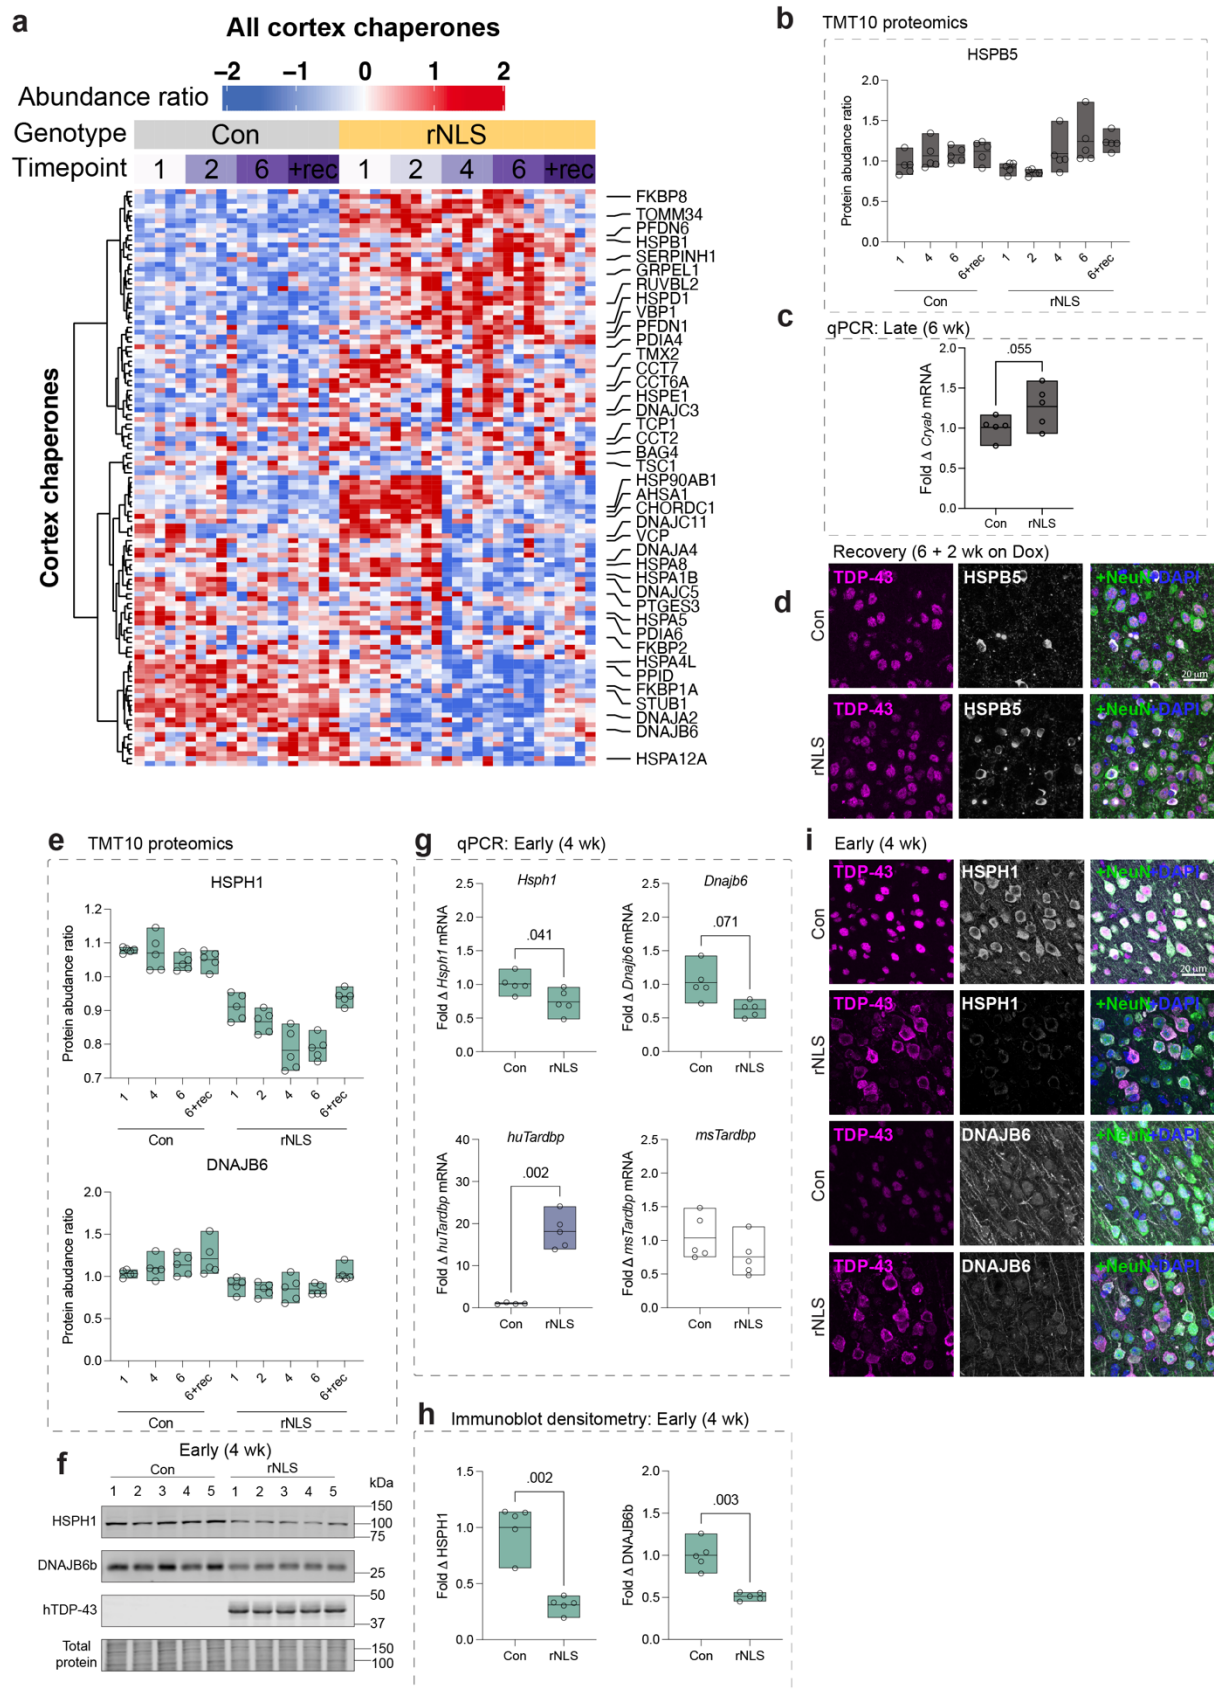 a
All cortex chaperones
−2 −1 0 1 2
Abundance ratio
Genotype Con rNLS
Timepoint 1 2 6 +rec 1 2 4 6 +rec
Cortex chaperones
FKBP8
TOMM34
PFDN6
HSPB1
SERPINH1
GRPEL1
RUVBL2
HSPD1
VBP1
PFDN1
PDIA4
TMX2
CCT7
CCT6A
HSPE1
DNAJC3
TCP1
CCT2
BAG4
TSC1
HSP90AB1
AHSA1
CHORDC1
DNAJC11
VCP
DNAJA4
HSPA8
HSPA1B
DNAJC5
PTGES3
HSPA5
PDIA6
FKBP2
HSPA4L
PPID
FKBP1A
STUB1
DNAJA2
DNAJB6
HSPA12A
b TMT10 proteomics
HSPB5
Protein abudance ratio
2.0
1.5
1.0
0.5
0.0
1 4 6 6+rec 1 2 4 6 6+rec
Con rNLS
c qPCR: Late (6 wk)
Fold Δ Cryab mRNA
2.0
1.5
1.0
0.5
0.0
.055
Con rNLS
d Recovery (6 + 2 wk on Dox)
Con
TDP-43 HSPB5 +NeuN+DAPI
20 µm
rNLS
TDP-43 HSPB5 +NeuN+DAPI
e TMT10 proteomics
HSPH1
Protein abudance ratio
1.2
1.1
1.0
0.9
0.8
0.7
1 4 6 6+rec 1 2 4 6 6+rec
Con rNLS
DNAJB6
Protein abudance ratio
2.0
1.5
1.0
0.5
0.0
1 4 6 6+rec 1 2 4 6 6+rec
Con rNLS
f Early (4 wk)
Con rNLS
1 2 3 4 5 1 2 3 4 5 kDa
HSPH1
150
100
75
DNAJB6b
25
hTDP-43
50
37
Total protein
150
100
g qPCR: Early (4 wk)
Hsph1
Fold Δ Hsph1 mRNA
2.5
2.0
1.5
1.0
0.5
0.0
.041
Con rNLS
Dnajb6
Fold Δ Dnajb6 mRNA
2.5
2.0
1.5
1.0
0.5
0.0
.071
Con rNLS
huTardbp
Fold Δ huTardbp mRNA
40
30
20
10
0
.002
Con rNLS
msTardbp
Fold Δ msTardbp mRNA
2.5
2.0
1.5
1.0
0.5
0.0
Con rNLS
h Immunoblot densitometry: Early (4 wk)
Fold Δ HSPH1
1.5
1.0
0.5
0.0
.002
Con rNLS
Fold Δ DNAJB6b
2.0
1.5
1.0
0.5
0.0
.003
Con rNLS
i Early (4 wk)
Con
TDP-43 HSPH1 +NeuN+DAPI
20 µm
rNLS
TDP-43 HSPH1 +NeuN+DAPI
Con
TDP-43 DNAJB6 +NeuN+DAPI
rNLS
TDP-43 DNAJB6 +NeuN+DAPI